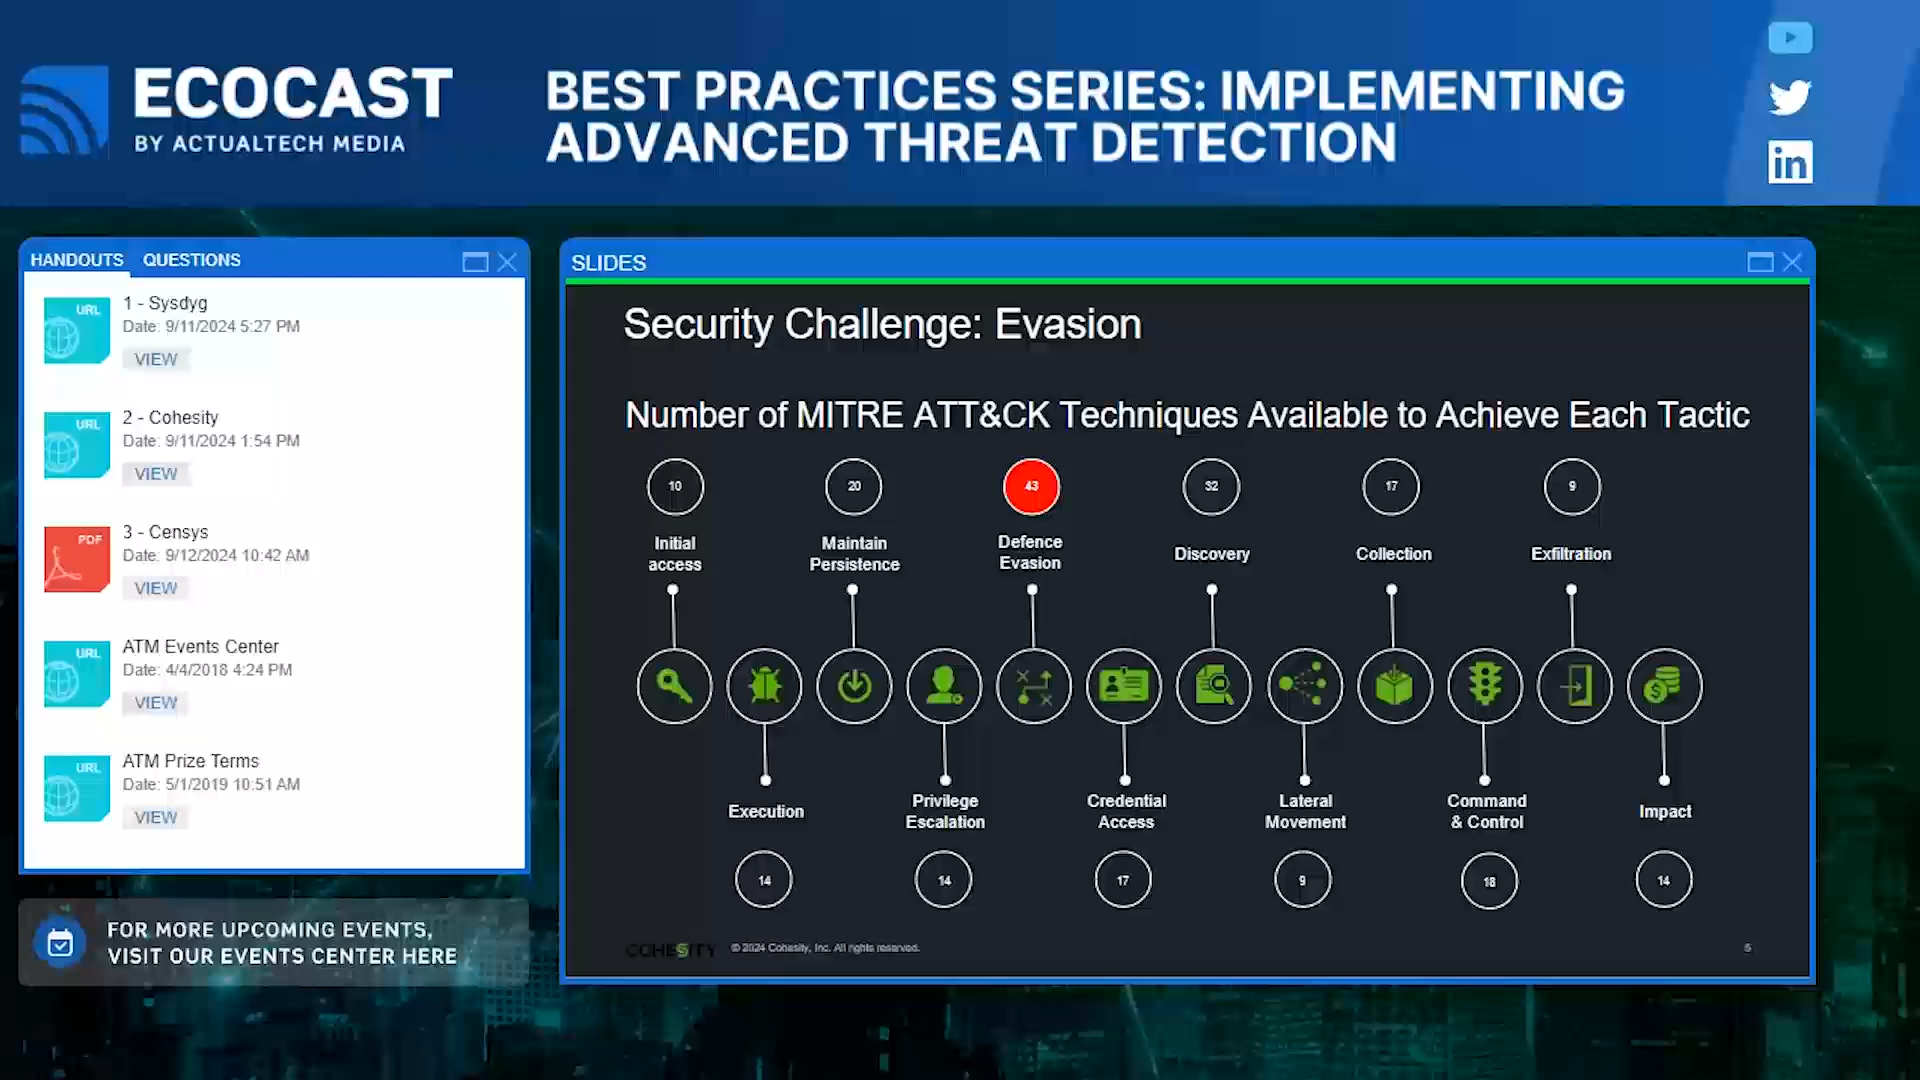 ECOCAST
BY ACTUALTECH MEDIA
BEST PRACTICES SERIES: IMPLEMENTING
ADVANCED THREAT DETECTION
in
HANDOUTS
QUESTIONS
URL
1 - Sysdyg
Date: 9/11/2024 5:27 PM
VIEW
URL
2 - Cohesity
Date: 9/11/2024 1:54 PM
VIEW
PDF
3 - Censys
Date: 9/12/2024 10:42 AM
VIEW
URL
ATM Events Center
Date: 4/4/2018 4:24 PM
VIEW
URL
ATM Prize Terms
Date: 5/1/2019 10:51 AM
VIEW
FOR MORE UPCOMING EVENTS,
VISIT OUR EVENTS CENTER HERE
SLIDES
Security Challenge: Evasion
Number of MITRE ATT&CK Techniques Available to Achieve Each Tactic
10
20
43
32
17
9
Initial
access
Maintain
Persistence
Defence
Evasion
Discovery
Collection
Exfiltration
Execution
Privilege
Escalation
Credential
Access
Lateral
Movement
Command
& Control
Impact
14
14
17
9
18
14
COHESITY
© 2024 Cohesity, Inc. All rights reserved.
5